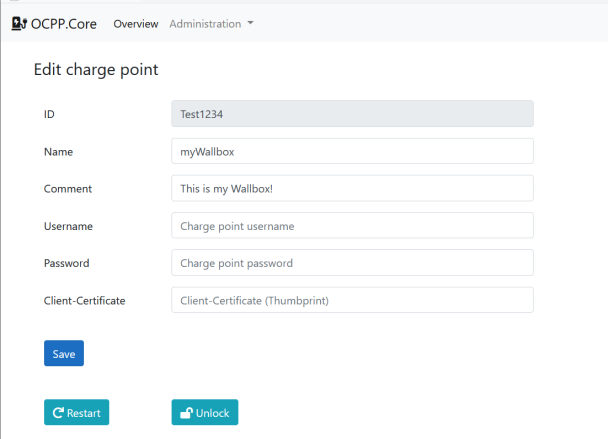 OCPP.Core Overview Administration
Edit charge point
ID Test1234
Name myWallbox
Comment This is my Wallbox!
Username Charge point username
Password Charge point password
Client-Certificate Client-Certificate (Thumbprint)
Save
Restart Unlock